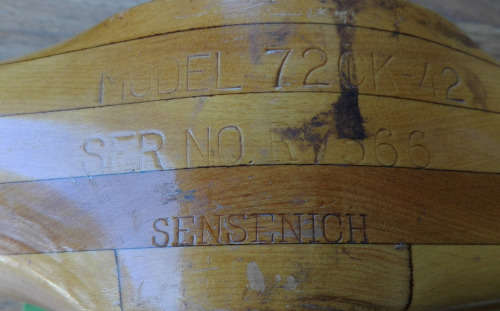 MODEL 72CK-42
SER NO.
SENSENICH